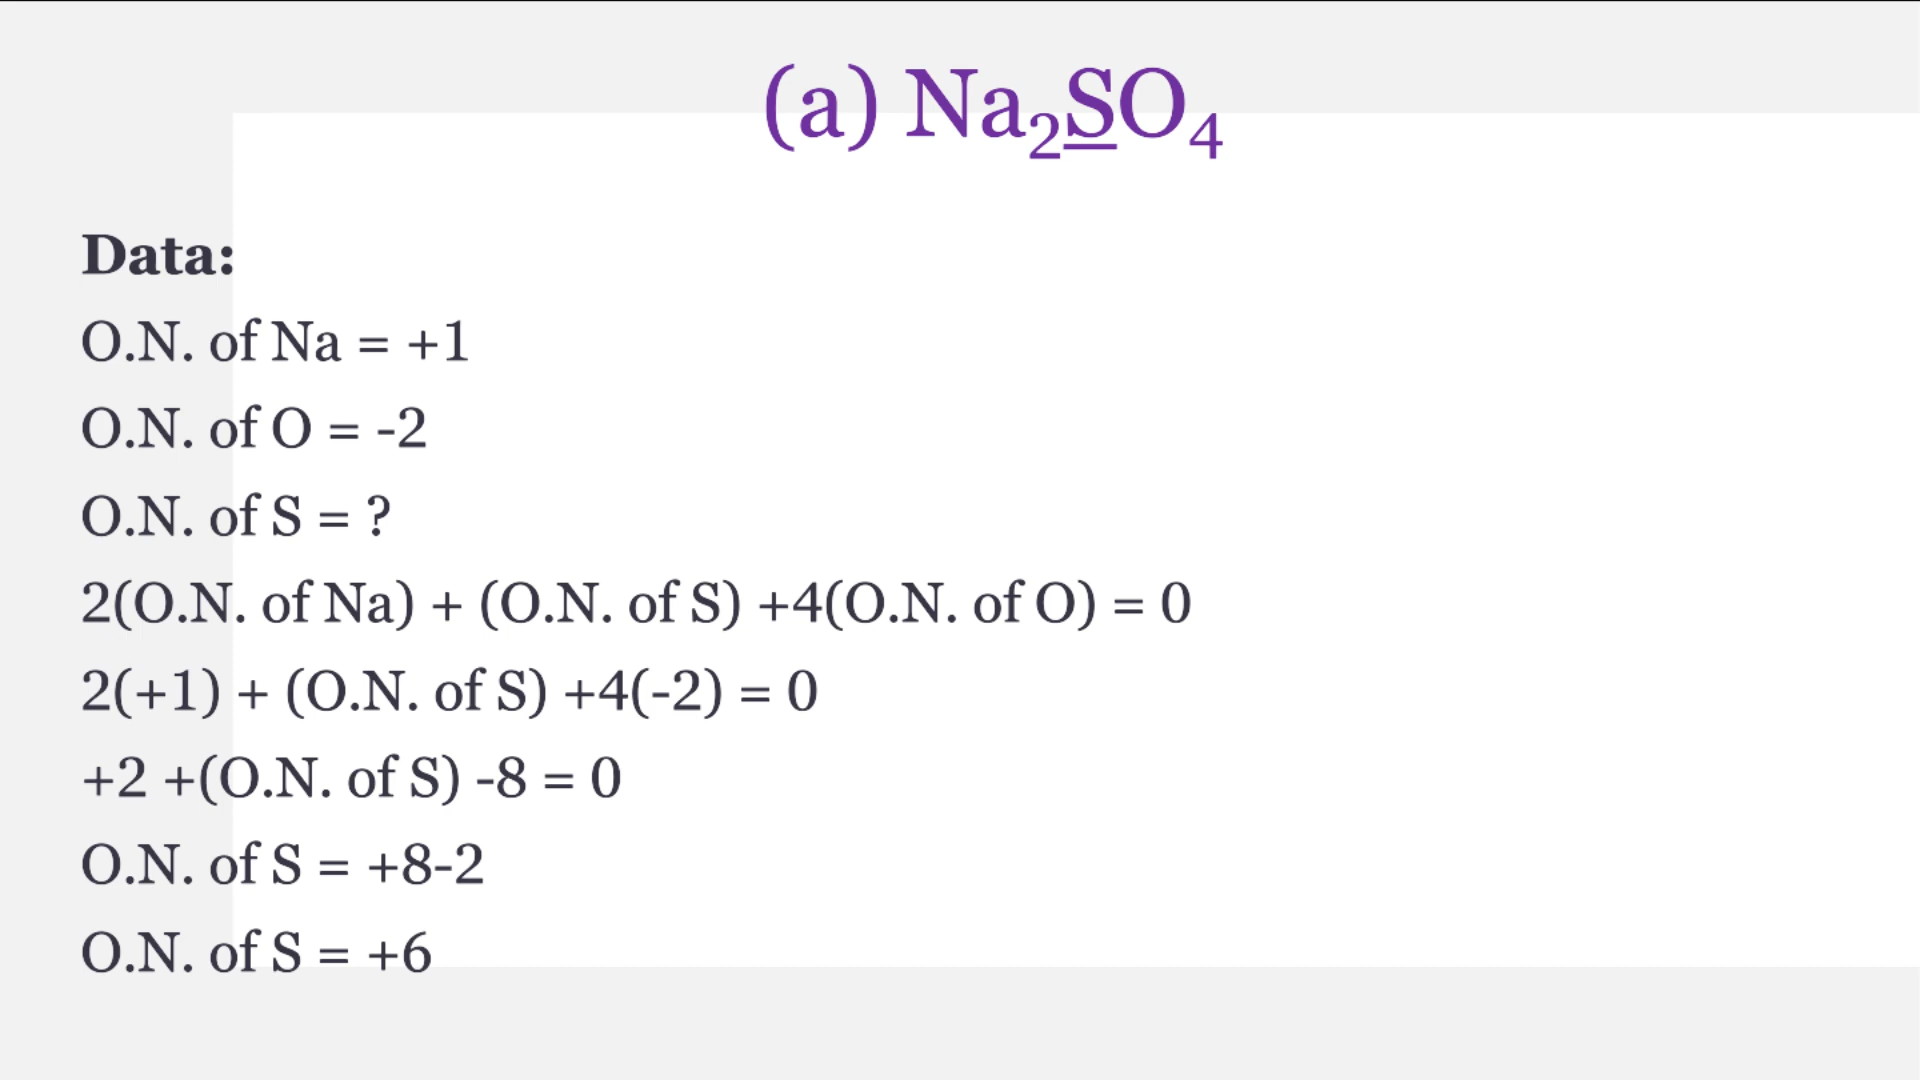 (a) Na₂SO₄
Data:
O.N. of Na = +1
O.N. of O = -2
O.N. of S = ?
2(O.N. of Na) + (O.N. of S) +4(O.N. of O) = 0
2(+1) + (O.N. of S) +4(-2) = 0
+2 +(O.N. of S) -8 = 0
O.N. of S = +8-2
O.N. of S = +6